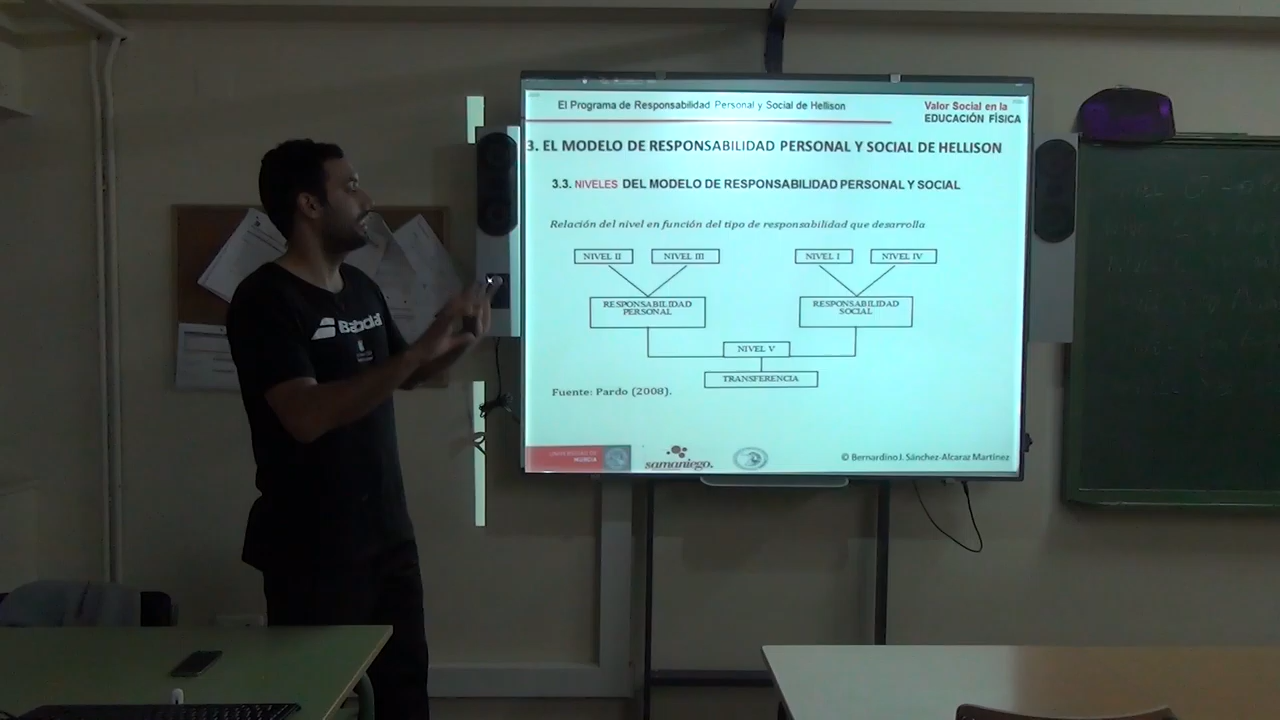 El Programa de Responsabilidad Personal y Social de Hellison
Valor Social en la
EDUCACIÓN FÍSICA
3. EL MODELO DE RESPONSABILIDAD PERSONAL Y SOCIAL DE HELLISON
3.3. NIVELES DEL MODELO DE RESPONSABILIDAD PERSONAL Y SOCIAL
Relación del nivel en función del tipo de responsabilidad que desarrolla
NIVEL II NIVEL III NIVEL I NIVEL IV
RESPONSABILIDAD
PERSONAL
RESPONSABILIDAD
SOCIAL
NIVEL V
TRANSFERENCIA
Fuente: Pardo (2008).
UNIVERSIDAD DE
MURCIA
samaniego.
© Bernardino J. Sánchez-Alcaraz Martínez
Babolat